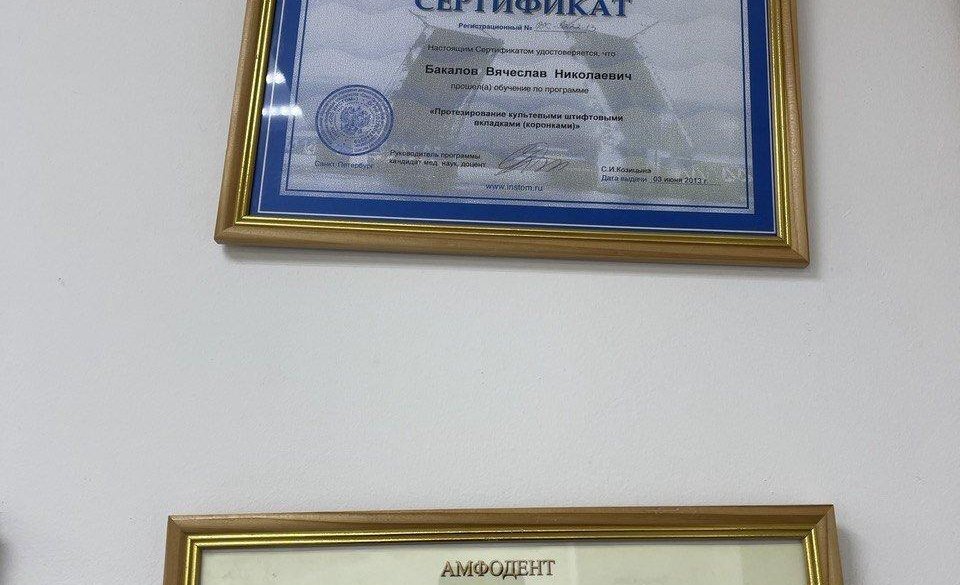 СЕРТИФИКАТ
Регистрационный №
Настоящим Сертификатом удостоверяется, что
Бакалов Вячеслав Николаевич
прошел(а) обучение по программе
«Протезирование культевыми штифтовыми
вкладками (коронками)»
Руководитель программы
кандидат мед. наук, доцент
С.И.Козицына
Санкт-Петербург
Дата выдачи 03 июня 2013 г.
www.instom.ru
АМФОДЕНТ